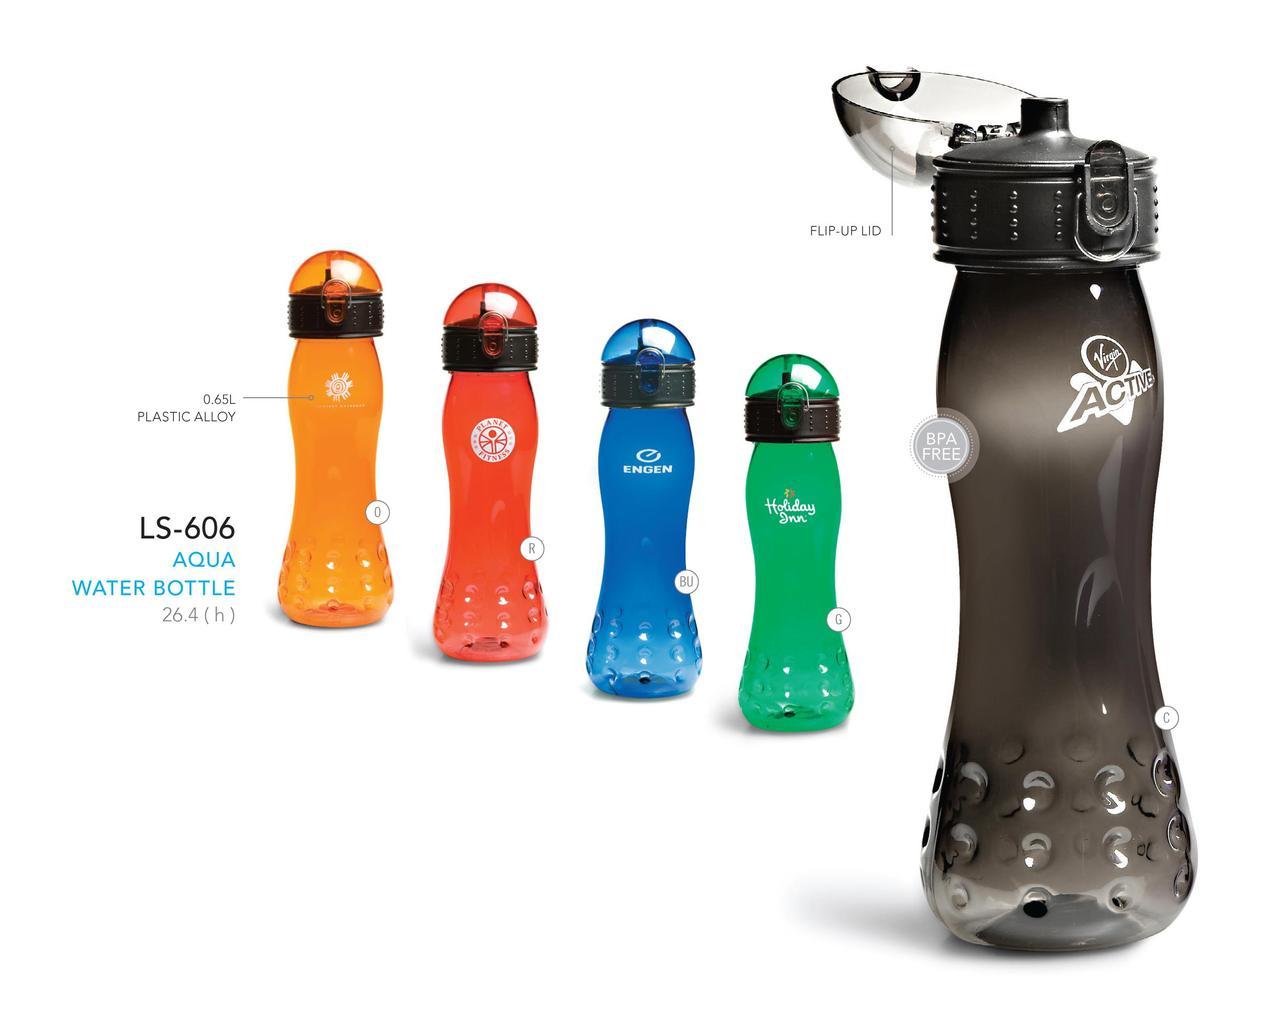 FLIP-UP LID
0.65L
PLASTIC ALLOY
LS-606
AQUA
WATER BOTTLE
26.4 ( h )
O
PLANET
FITNESS
R
ENGEN
BU
Holiday
Inn
G
Virgin
ACTIVE
BPA
FREE
C